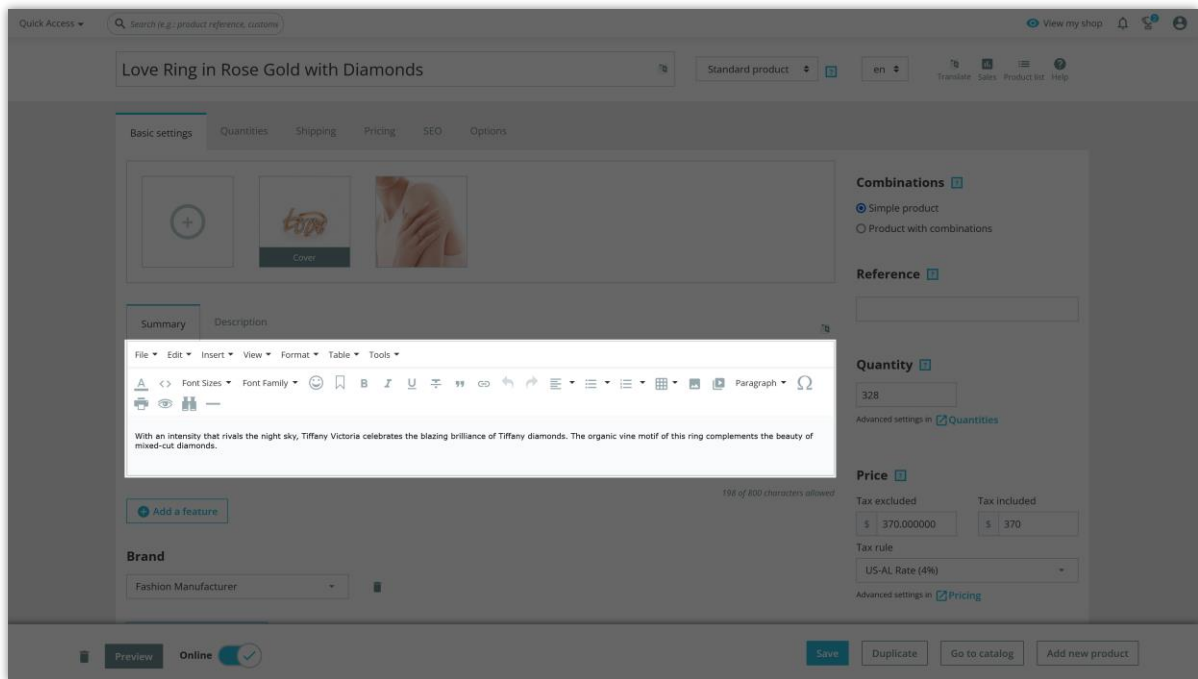 Quick Access
Search (e.g.: product reference, custome
View my shop
2
Love Ring in Rose Gold with Diamonds
Standard product
?
en
Translate Sales Product list Help
Basic settings Quantities Shipping Pricing SEO Options
Cover
Combinations ?
Simple product
Product with combinations
Reference ?
Summary Description
File Edit Insert View Format Table Tools
A <> Font Sizes Font Family B I U Paragraph Ω
With an intensity that rivals the night sky, Tiffany Victoria celebrates the blazing brilliance of Tiffany diamonds. The organic vine motif of this ring complements the beauty of
mixed-cut diamonds.
198 of 800 characters allowed
Quantity ?
328
Advanced settings in Quantities
Price ?
Tax excluded Tax included
$ 370.000000 $ 370
Tax rule
US-AL Rate (4%)
Advanced settings in Pricing
Add a feature
Brand
Fashion Manufacturer
Preview Online Save Duplicate Go to catalog Add new product